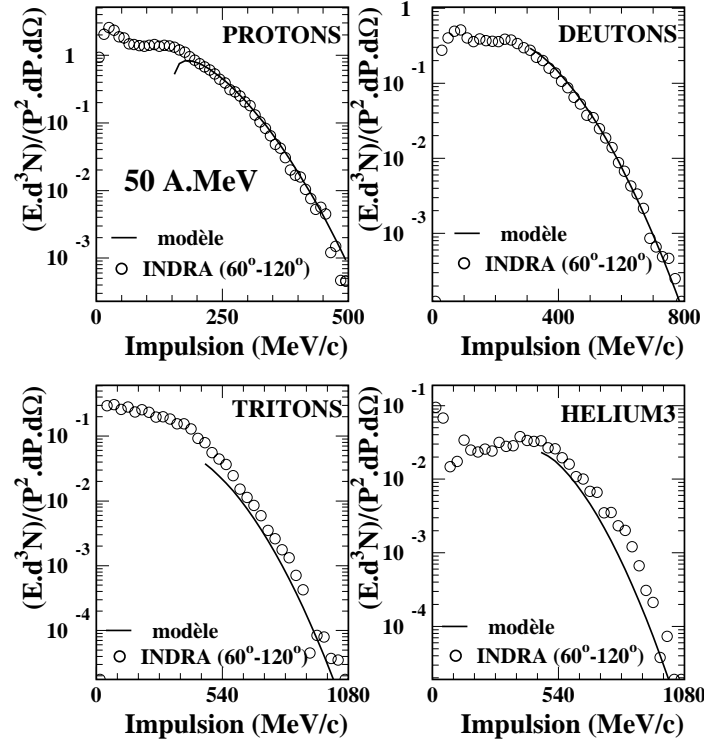 (E.d³N)/(P².dP.dΩ)
1
10⁻¹
10⁻²
10⁻³
PROTONS
50 A.MeV
modèle
INDRA (60°-120°)
0
250
500
Impulsion (MeV/c)
(E.d³N)/(P².dP.dΩ)
1
10⁻¹
10⁻²
10⁻³
DEUTONS
modèle
INDRA (60°-120°)
0
400
800
Impulsion (MeV/c)
(E.d³N)/(P².dP.dΩ)
10⁻¹
10⁻²
10⁻³
10⁻⁴
TRITONS
modèle
INDRA (60°-120°)
0
540
1080
Impulsion (MeV/c)
(E.d³N)/(P².dP.dΩ)
10⁻¹
10⁻²
10⁻³
10⁻⁴
HELIUM3
modèle
INDRA (60°-120°)
0
540
1080
Impulsion (MeV/c)